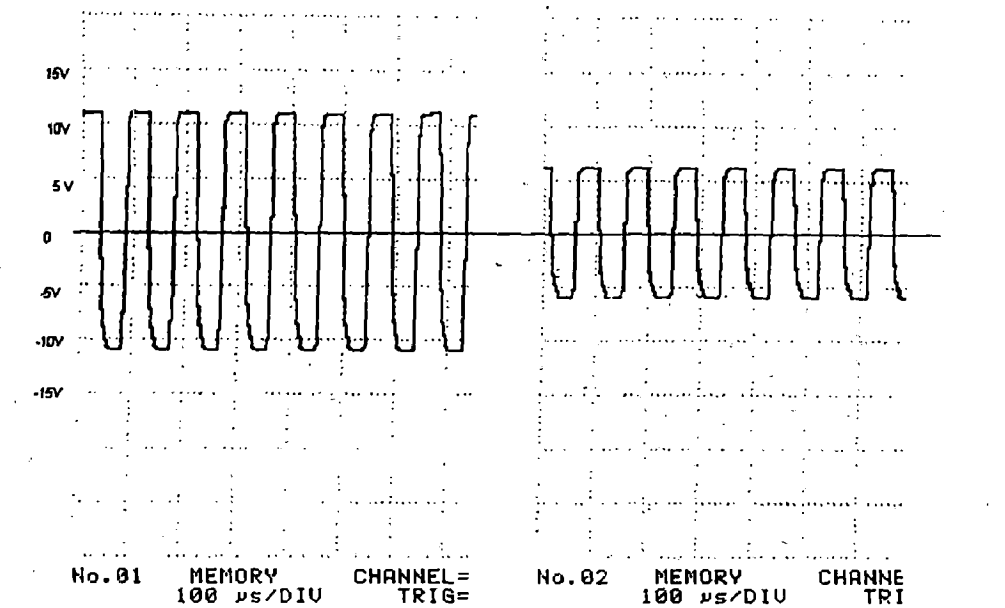 15V
10V
5V
0
-5V
-10V
-15V
No.01 MEMORY CHANNEL=
100 µs/DIV TRIG=
No.02 MEMORY CHANNE
100 µs/DIV TRI